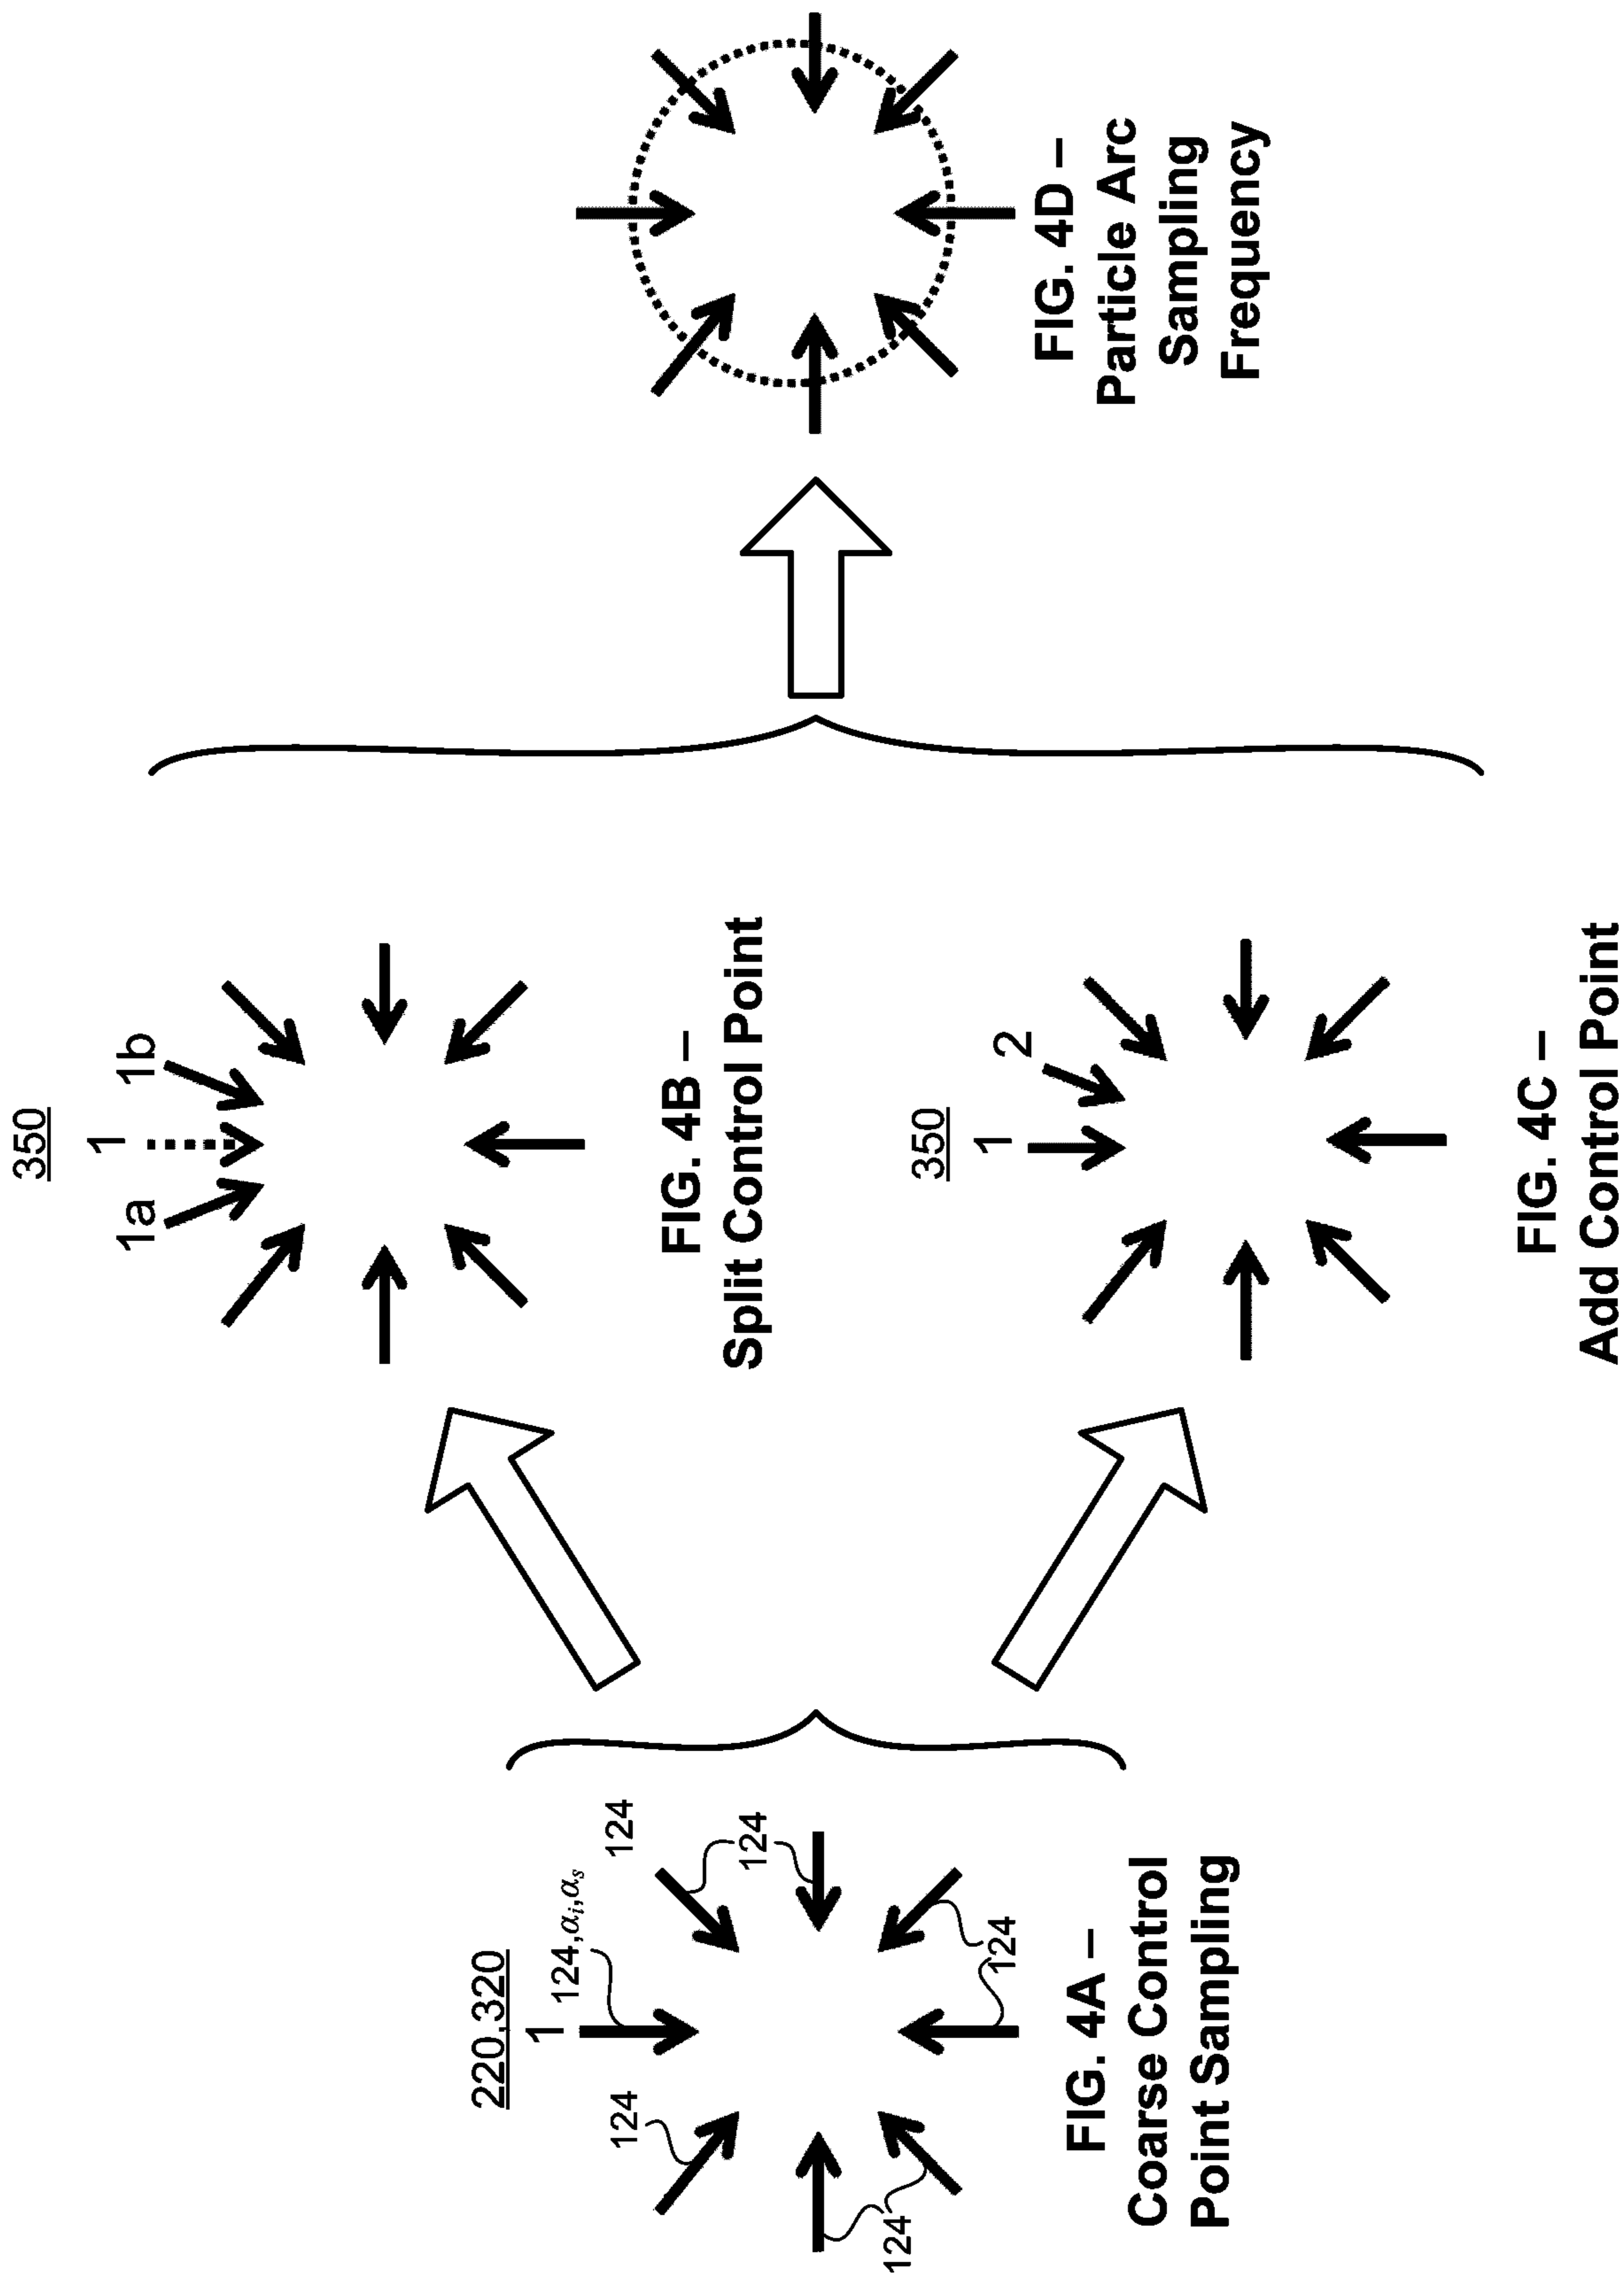 220,320
1
124,αi,αs
124
124
124
124
124
FIG. 4A –
Coarse Control
Point Sampling
350
1a
1
1b
FIG. 4B –
Split Control Point
350
1
2
FIG. 4C –
Add Control Point
FIG. 4D –
Particle Arc
Sampling
Frequency